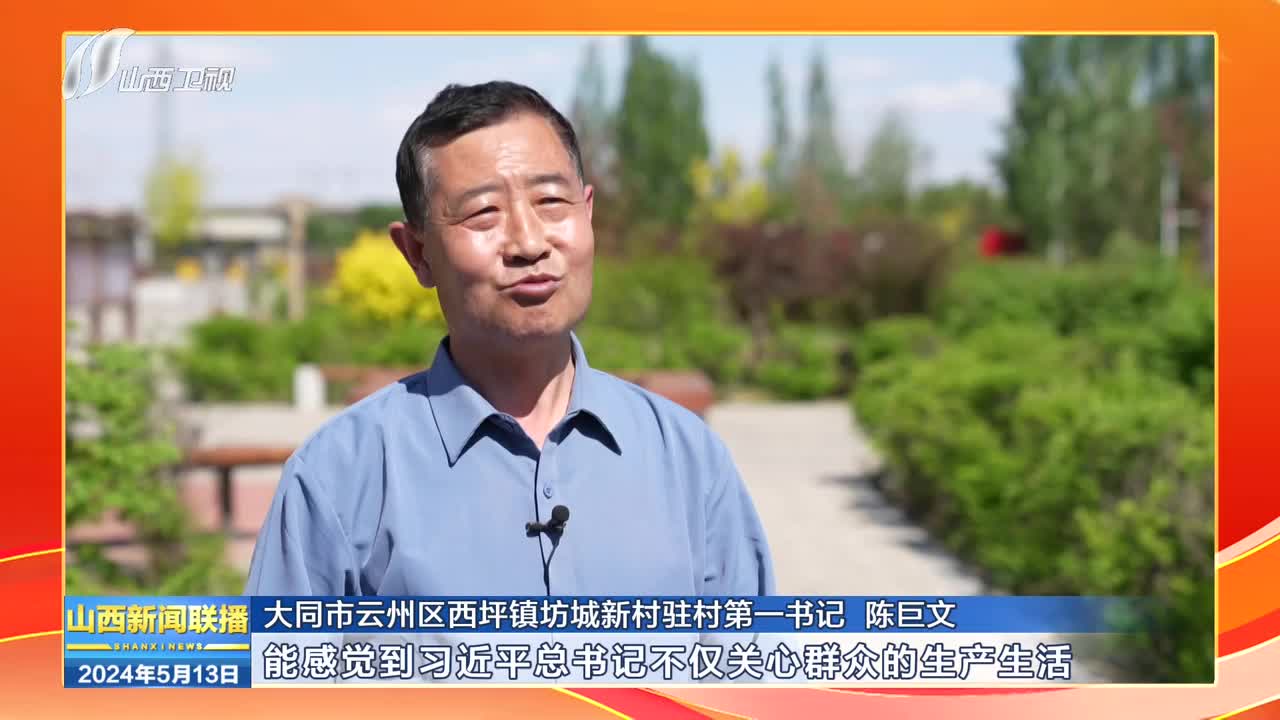 山西卫视
山西新闻联播
SHANXI NEWS
2024年5月13日
大同市云州区西坪镇坊城新村驻村第一书记 陈巨文
能感觉到习近平总书记不仅关心群众的生产生活